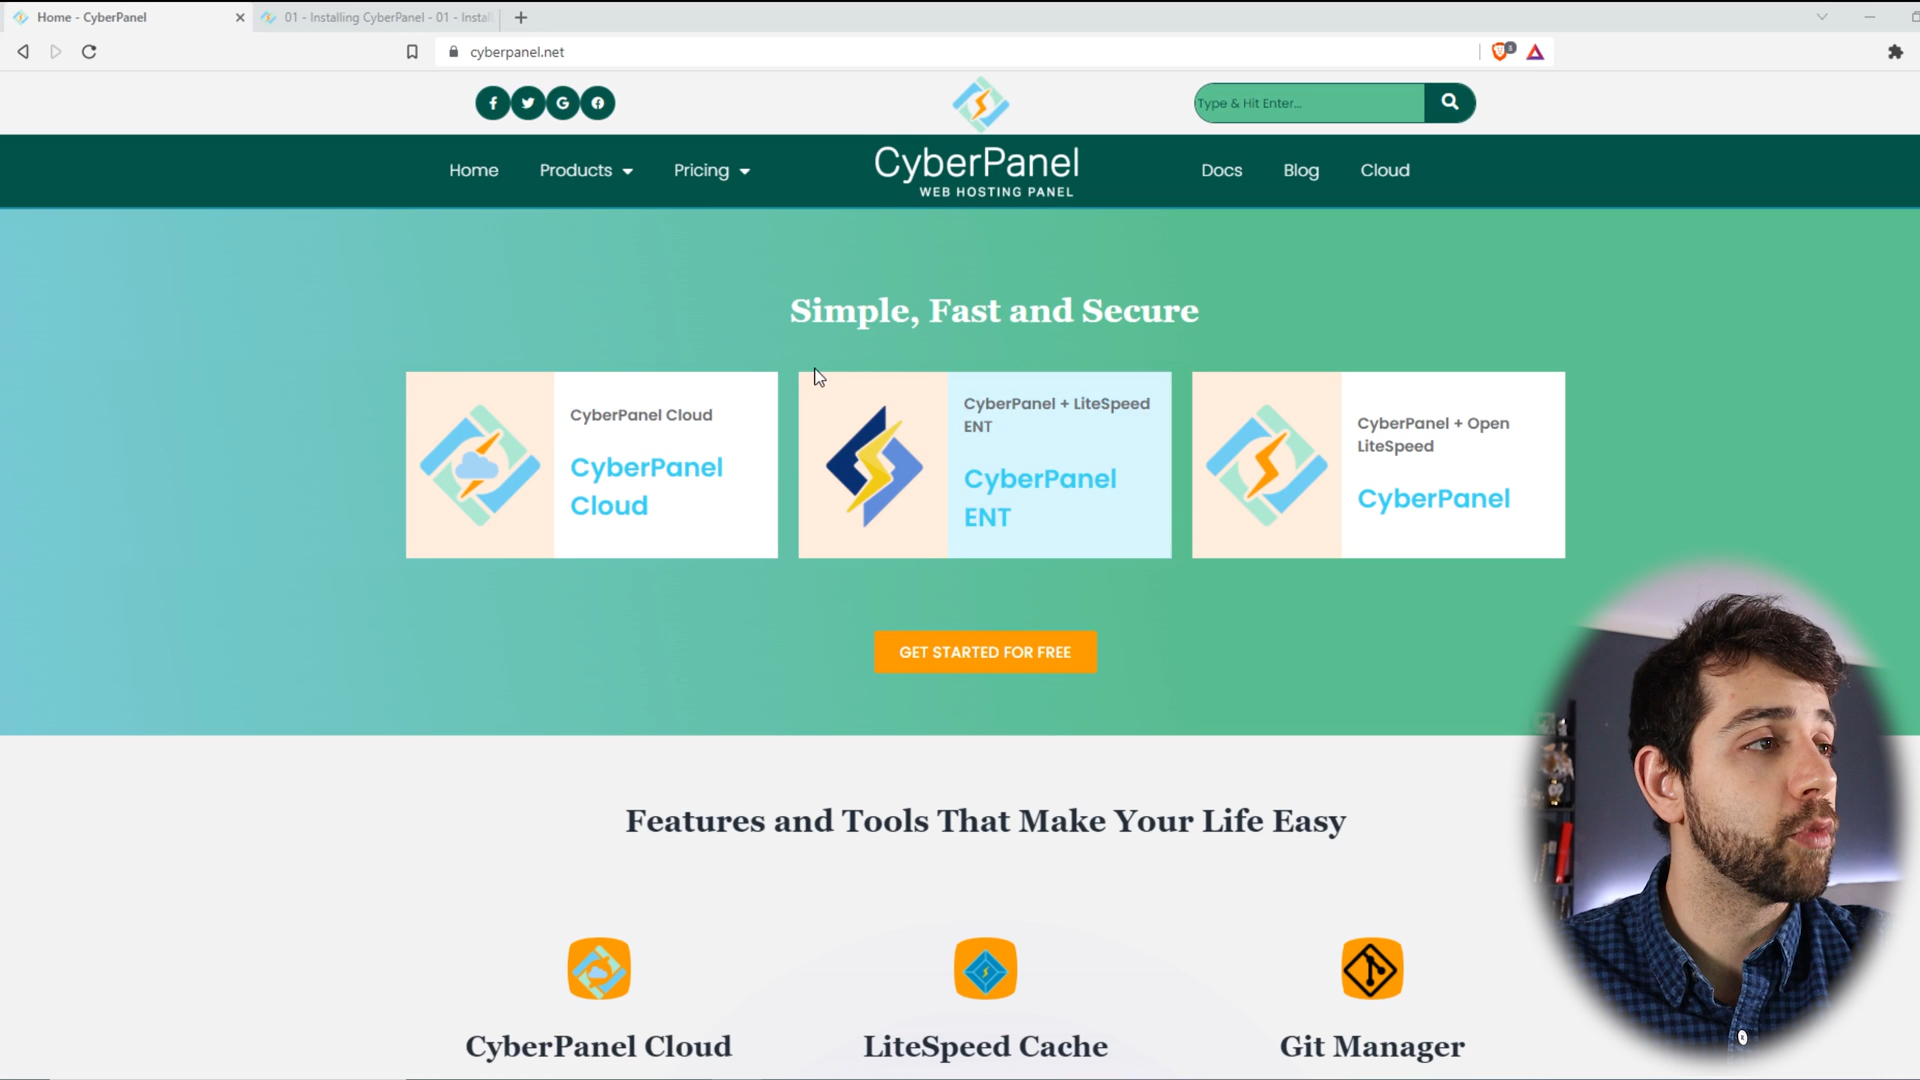 Home - CyberPanel
01 - Installing CyberPanel - 01 - Instal
cyberpanel.net
Type & Hit Enter...
Home
Products
Pricing
CyberPanel
WEB HOSTING PANEL
Docs
Blog
Cloud
Simple, Fast and Secure
CyberPanel Cloud
CyberPanel
Cloud
CyberPanel + LiteSpeed
ENT
CyberPanel
ENT
CyberPanel + Open
LiteSpeed
CyberPanel
GET STARTED FOR FREE
Features and Tools That Make Your Life Easy
CyberPanel Cloud
LiteSpeed Cache
Git Manager